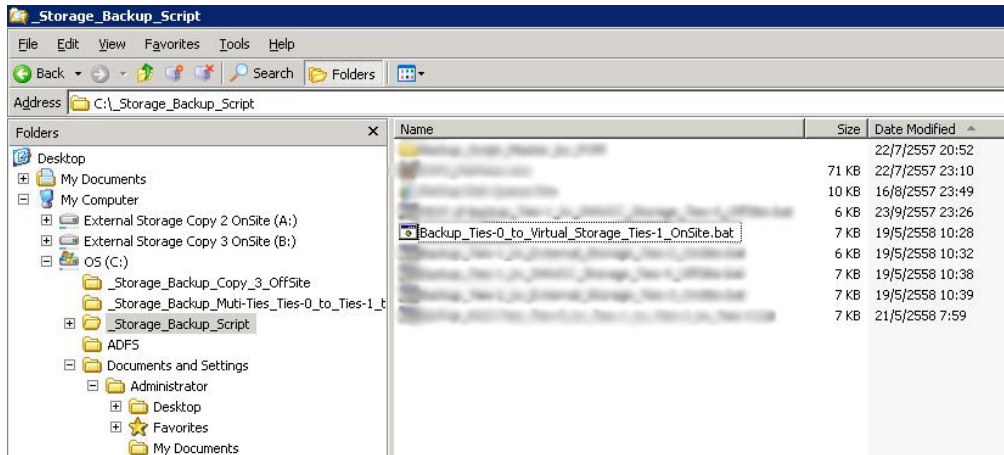 _Storage_Backup_Script
File Edit View Favorites Tools Help
Back Search Folders
Address C:\_Storage_Backup_Script
Folders
Desktop
My Documents
My Computer
External Storage Copy 2 OnSite (A:)
External Storage Copy 3 OnSite (B:)
OS (C:)
_Storage_Backup_Copy_3_OffSite
_Storage_Backup_Muti-Ties_Ties-0_to_Ties-1_t
_Storage_Backup_Script
ADFS
Documents and Settings
Administrator
Desktop
Favorites
My Documents
Name Size Date Modified
22/7/2557 20:52
71 KB 22/7/2557 23:10
10 KB 16/8/2557 23:49
6 KB 23/9/2557 23:26
Backup_Ties-0_to_Virtual_Storage_Ties-1_OnSite.bat 7 KB 19/5/2558 10:28
6 KB 19/5/2558 10:32
7 KB 19/5/2558 10:38
7 KB 19/5/2558 10:39
7 KB 21/5/2558 7:59